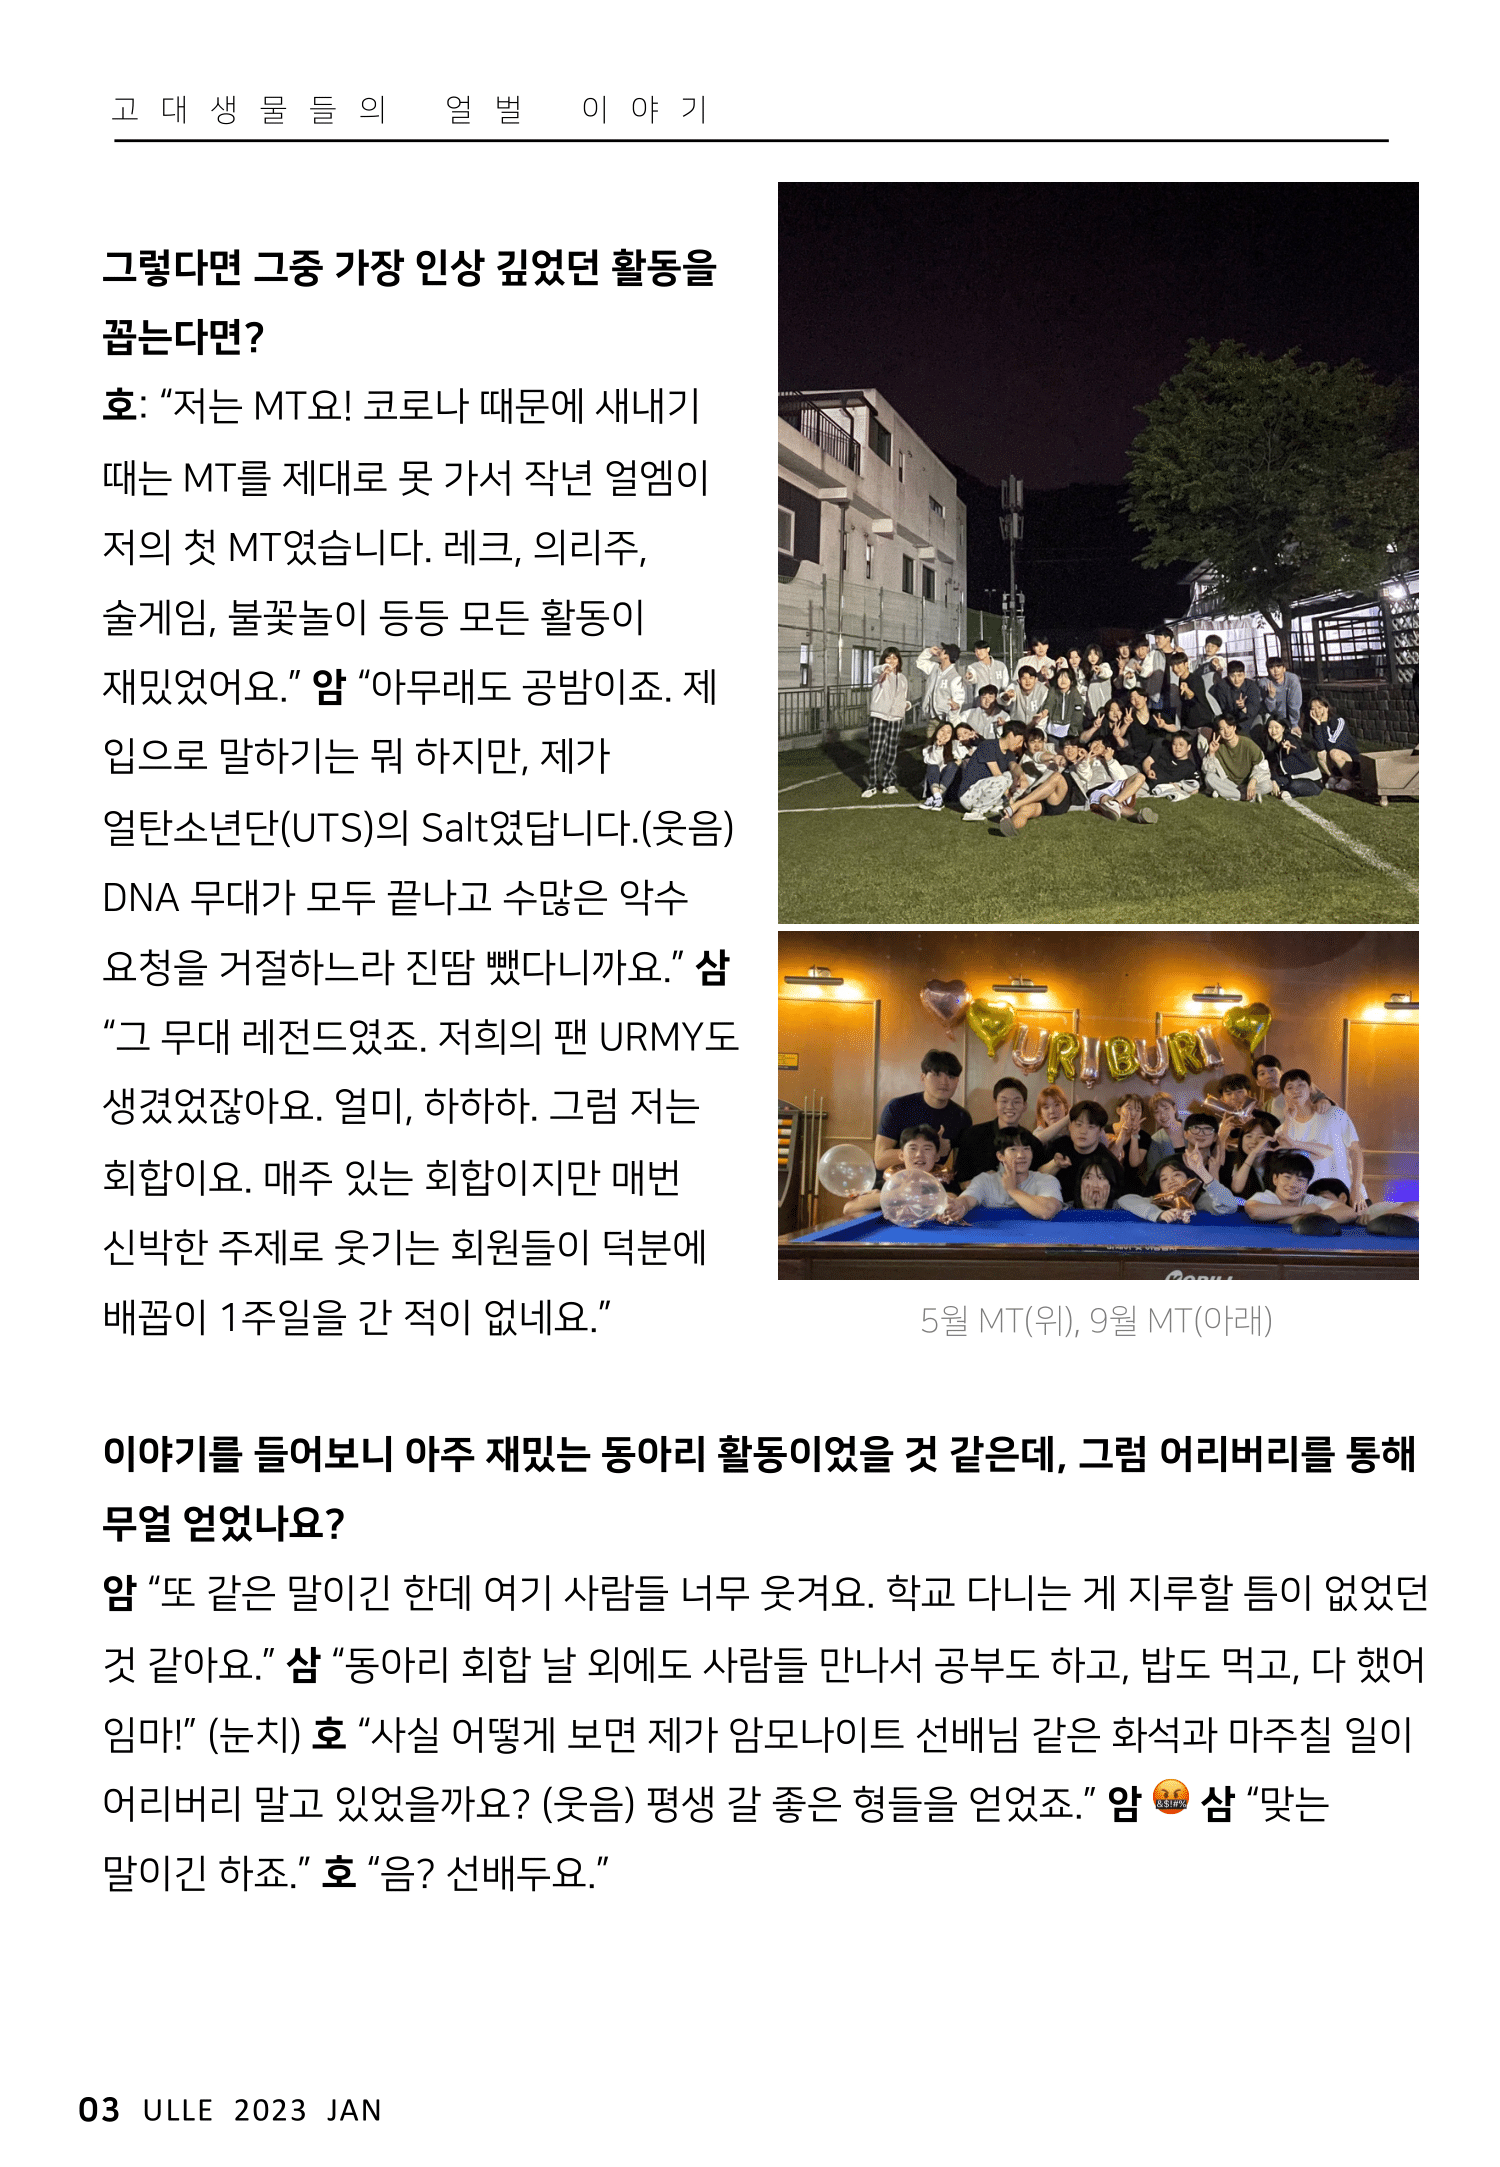 고대생물들의 얼벌 이야기
그렇다면 그중 가장 인상 깊었던 활동을
꼽는다면?
호: “저는 MT요! 코로나 때문에 새내기
때는 MT를 제대로 못 가서 작년 얼엠이
저의 첫 MT였습니다. 레크, 의리주,
술게임, 불꽃놀이 등등 모든 활동이
재밌었어요.” 암 “아무래도 공밤이죠. 제
입으로 말하기는 뭐 하지만, 제가
얼탄소년단(UTS)의 Salt였답니다.(웃음)
DNA 무대가 모두 끝나고 수많은 악수
요청을 거절하느라 진땀 뺐다니까요.” 삼
“그 무대 레전드였죠. 저희의 팬 URMY도
생겼었잖아요. 얼미, 하하하. 그럼 저는
회합이요. 매주 있는 회합이지만 매번
신박한 주제로 웃기는 회원들이 덕분에
배꼽이 1주일을 간 적이 없네요.”
URIBURI
5월 MT(위), 9월 MT(아래)
이야기를 들어보니 아주 재밌는 동아리 활동이었을 것 같은데, 그럼 어리버리를 통해
무얼 얻었나요?
암 “또 같은 말이긴 한데 여기 사람들 너무 웃겨요. 학교 다니는 게 지루할 틈이 없었던
것 같아요.” 삼 “동아리 회합 날 외에도 사람들 만나서 공부도 하고, 밥도 먹고, 다 했어
임마!” (눈치) 호 “사실 어떻게 보면 제가 암모나이트 선배님 같은 화석과 마주칠 일이
어리버리 말고 있었을까요? (웃음) 평생 갈 좋은 형들을 얻었죠.” 암 🤬 삼 “맞는
말이긴 하죠.” 호 “음? 선배두요.”
03 ULLE 2023 JAN